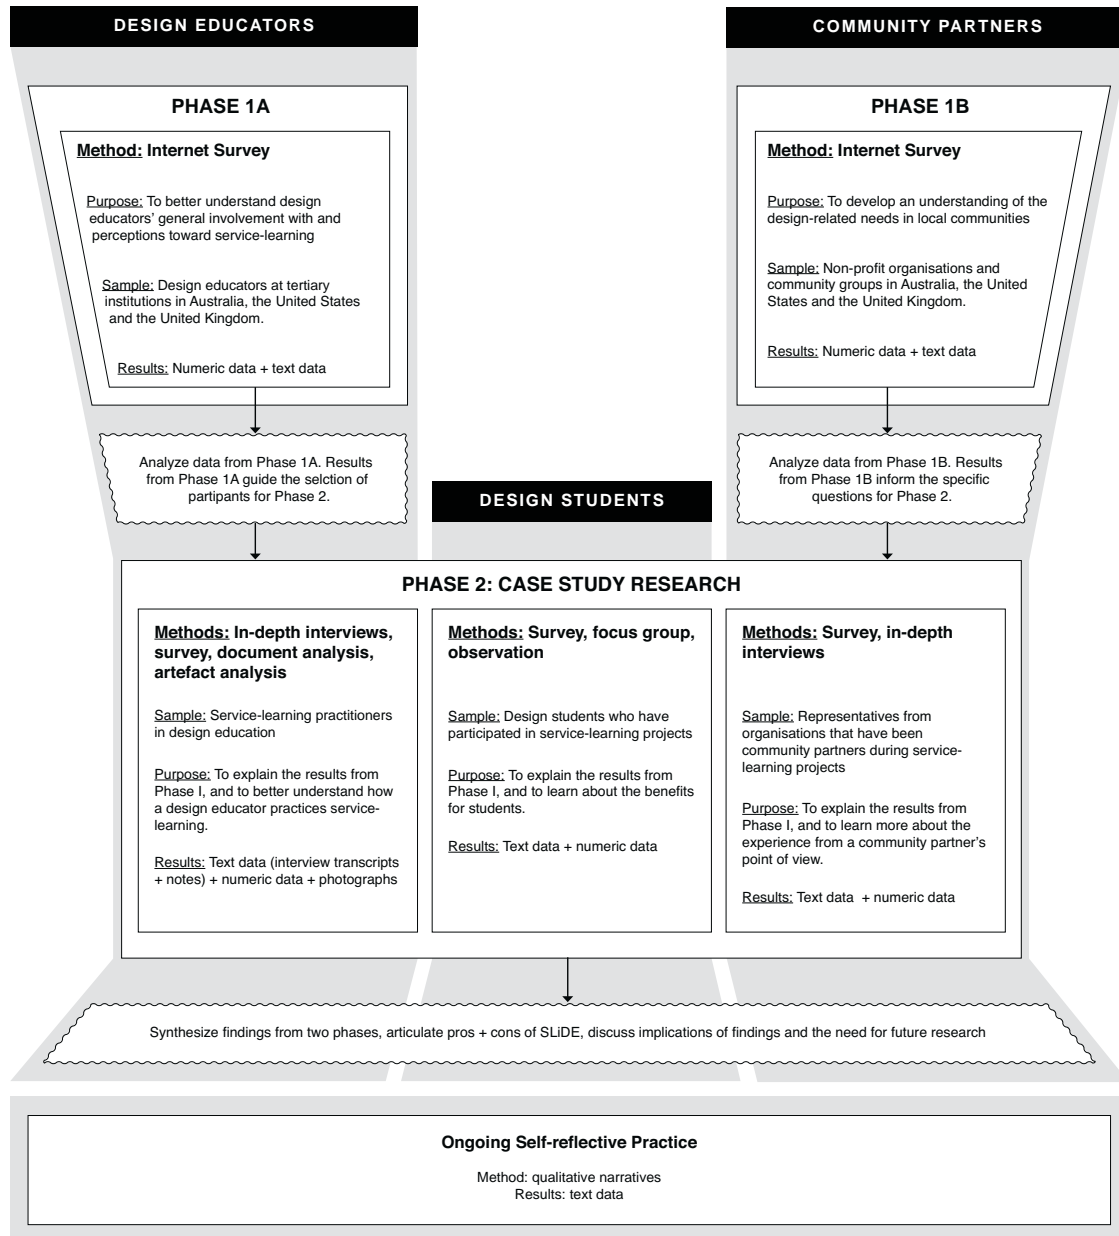 DESIGN EDUCATORS
PHASE 1A
Method: Internet Survey
Purpose: To better understand design
educators’ general involvement with and
perceptions toward service-learning
Sample: Design educators at tertiary
institutions in Australia, the United States
and the United Kingdom.
Results: Numeric data + text data
Analyze data from Phase 1A. Results
from Phase 1A guide the selction of
partipants for Phase 2.
COMMUNITY PARTNERS
PHASE 1B
Method: Internet Survey
Purpose: To develop an understanding of the
design-related needs in local communities
Sample: Non-profit organisations and
community groups in Australia, the United
States and the United Kingdom.
Results: Numeric data + text data
Analyze data from Phase 1B. Results
from Phase 1B inform the specific
questions for Phase 2.
DESIGN STUDENTS
PHASE 2: CASE STUDY RESEARCH
Methods: In-depth interviews,
survey, document analysis,
artefact analysis
Sample: Service-learning practitioners
in design education
Purpose: To explain the results from
Phase I, and to better understand how
a design educator practices service-
learning.
Results: Text data (interview transcripts
+ notes) + numeric data + photographs
Methods: Survey, focus group,
observation
Sample: Design students who have
participated in service-learning projects
Purpose: To explain the results from
Phase I, and to learn about the benefits
for students.
Results: Text data + numeric data
Methods: Survey, in-depth
interviews
Sample: Representatives from
organisations that have been
community partners during service-
learning projects
Purpose: To explain the results from
Phase I, and to learn more about the
experience from a community partner’s
point of view.
Results: Text data + numeric data
Synthesize findings from two phases, articulate pros + cons of SLiDE, discuss implications of findings and the need for future research
Ongoing Self-reflective Practice
Method: qualitative narratives
Results: text data